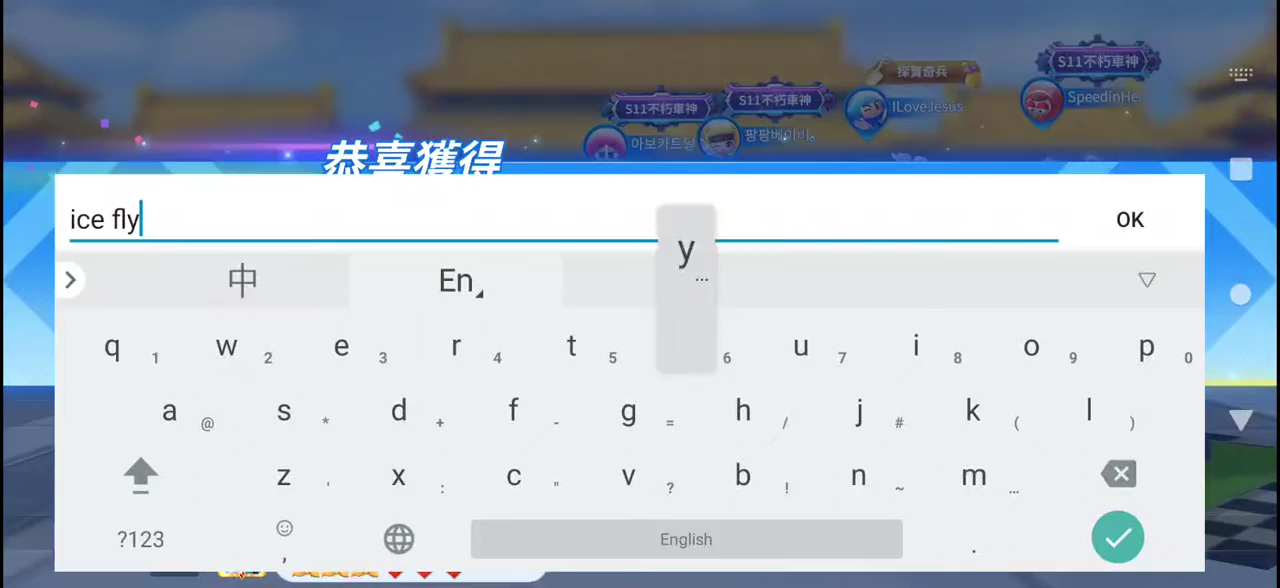 S11不朽車神
探寶奇兵
S11不朽車神
SpeedinHe.
S11不朽車神
ILoveJesus
아보카트텅
팡팡베이비。
恭喜獲得
ice fly
OK
y
...
中
En
q 1 w 2 e 3 r 4 t 5 6 u 7 i 8 o 9 p 0
a @ s * d + f - g = h / j # k ( l )
z ' x : c " v ? b ! n ~ m ...
?123 , English .